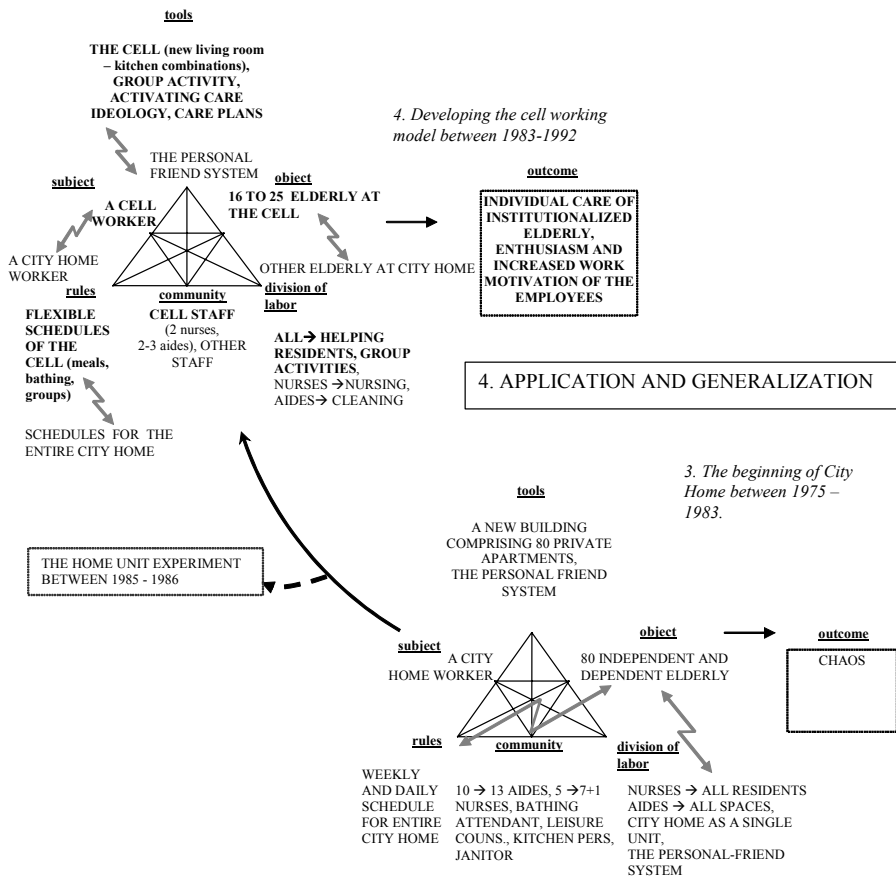 tools
THE CELL (new living room
– kitchen combinations),
GROUP ACTIVITY,
ACTIVATING CARE
IDEOLOGY, CARE PLANS
4. Developing the cell working
model between 1983-1992
THE PERSONAL
FRIEND SYSTEM
subject
A CELL
WORKER
object
16 TO 25 ELDERLY AT
THE CELL
outcome
INDIVIDUAL CARE OF
INSTITUTIONALIZED
ELDERLY,
ENTHUSIASM AND
INCREASED WORK
MOTIVATION OF THE
EMPLOYEES
A CITY HOME
WORKER
OTHER ELDERLY AT CITY HOME
rules
FLEXIBLE
SCHEDULES
OF THE
CELL (meals,
bathing,
groups)
community
CELL STAFF
(2 nurses,
2-3 aides), OTHER
STAFF
division of
labor
ALL→ HELPING
RESIDENTS, GROUP
ACTIVITIES,
NURSES →NURSING,
AIDES→ CLEANING
4. APPLICATION AND GENERALIZATION
SCHEDULES FOR THE
ENTIRE CITY HOME
3. The beginning of City
Home between 1975 –
1983.
tools
A NEW BUILDING
COMPRISING 80 PRIVATE
APARTMENTS,
THE PERSONAL FRIEND
SYSTEM
THE HOME UNIT EXPERIMENT
BETWEEN 1985 - 1986
subject
A CITY
HOME WORKER
object
80 INDEPENDENT AND
DEPENDENT ELDERLY
outcome
CHAOS
rules
WEEKLY
AND DAILY
SCHEDULE
FOR ENTIRE
CITY HOME
community
10 → 13 AIDES, 5 →7+1
NURSES, BATHING
ATTENDANT, LEISURE
COUNS., KITCHEN PERS,
JANITOR
division of
labor
NURSES → ALL RESIDENTS
AIDES → ALL SPACES,
CITY HOME AS A SINGLE
UNIT,
THE PERSONAL-FRIEND
SYSTEM